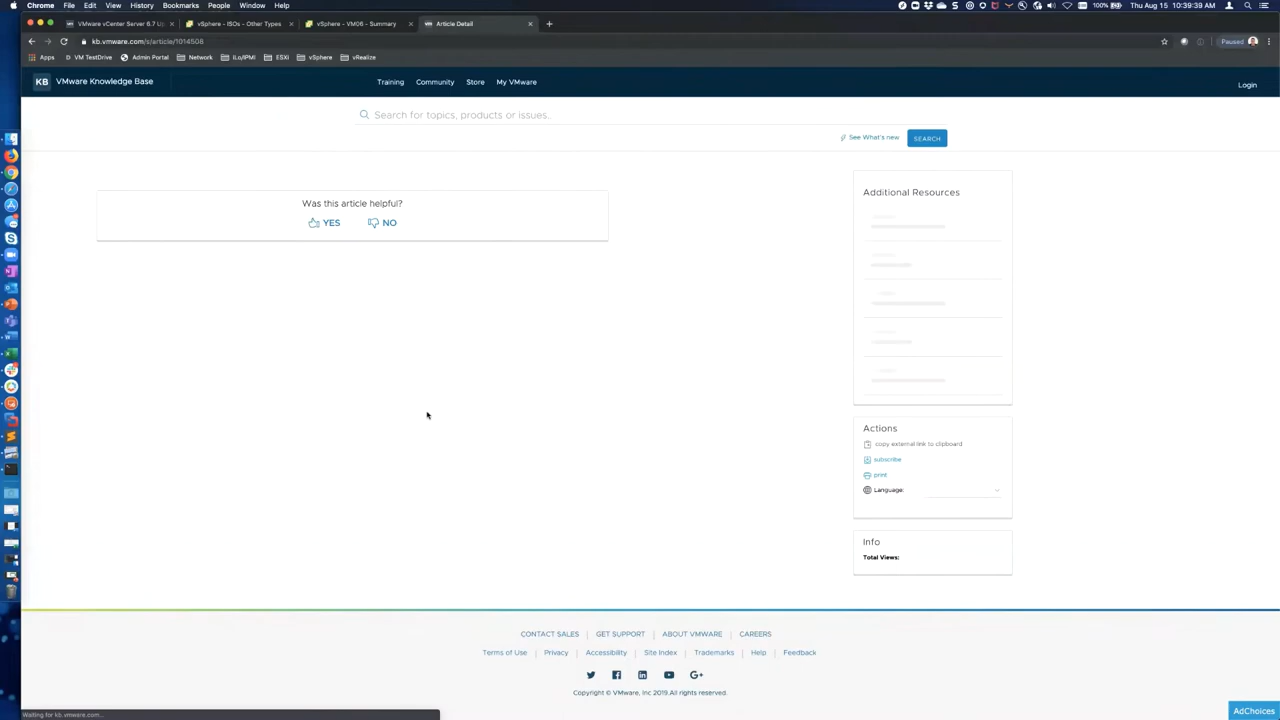 Chrome File Edit View History Bookmarks People Window Help 100% Thu Aug 15 10:39:39 AM
VMware vCenter Server 6.7 Up vSphere - ISOs - Other Types vSphere - VM06 - Summary Article Detail
kb.vmware.com/s/article/1014508 Paused
Apps VM TestDrive Admin Portal Network iLo/IPMI ESXi vSphere vRealize
KB VMware Knowledge Base Training Community Store My VMware Login
Search for topics, products or issues.
See What's new SEARCH
Was this article helpful?
YES NO
Additional Resources
Actions
copy external link to clipboard
subscribe
print
Language:
Info
Total Views:
CONTACT SALES GET SUPPORT ABOUT VMWARE CAREERS
Terms of Use Privacy Accessibility Site Index Trademarks Help Feedback
Copyright © VMware, Inc 2019.All rights reserved.
Waiting for kb.vmware.com...
AdChoices